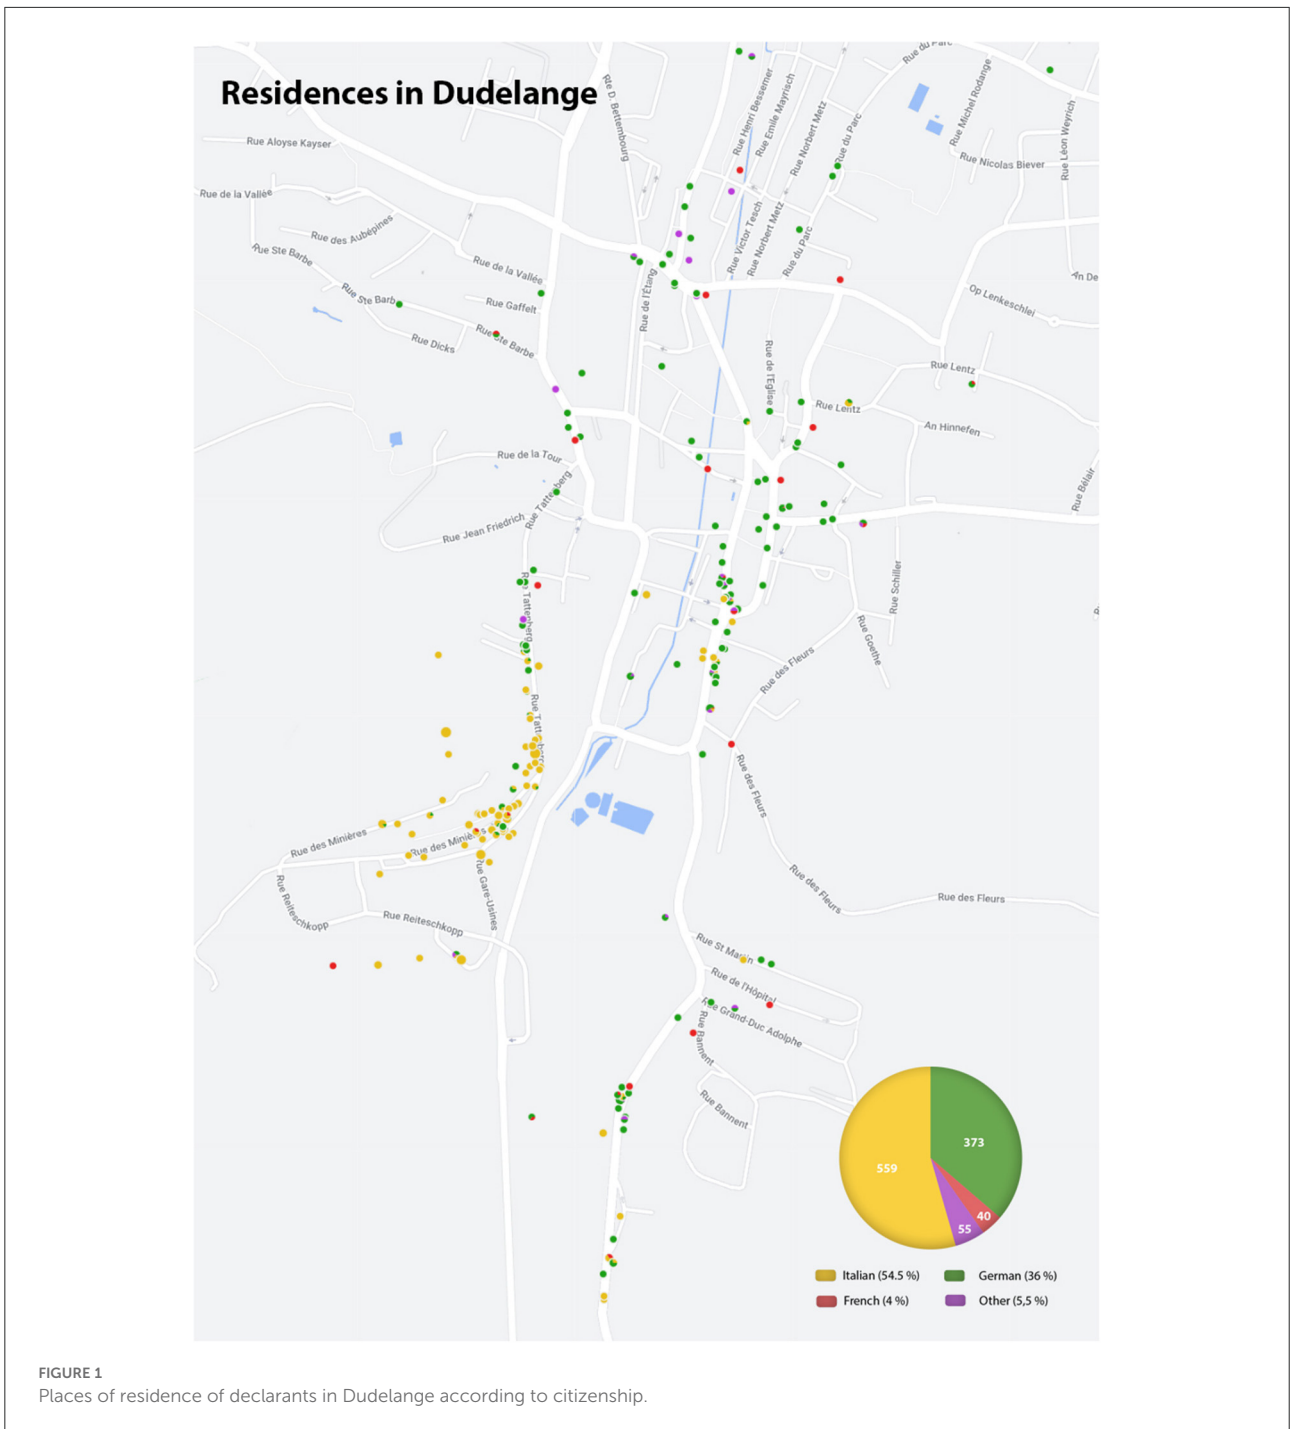 Residences in Dudelange
Rue du Parc
Rte D. Bettembourg
Rue Henri Bessemer
Rue Emile Mayrisch
Rue Norbert Metz
Rue du Parc
Rue Michel Rodange
Rue Léon Weyrich
Rue Aloyse Kayser
Rue Nicolas Biever
Rue de la Vallée
Rue des Aubépines
Rue Victor Tesch
Rue Norbert Metz
Rue du Parc
Rue Ste Barbe
Rue de la Vallée
An De
Rue Ste Barb
Rue Gaffelt
Rue de l'Étang
Op Lenkeschlei
Rue Dicks
Rue Ste Barbe
Rue de l'Eglise
Rue Lentz
Rue Lentz
An Hinnefen
Rue de la Tour
Rue Bélair
Rue Tattenberg
Rue Jean Friedrich
Rue Schiller
Rue Tattenberg
Rue Goethe
Rue des Fleurs
Rue Tattenberg
Rue des Fleurs
Rue des Minières
Rue des Minières
Rue Gare-Usines
Rue des Fleurs
Rue des Fleurs
Rue Reiteschkopp
Rue Reiteschkopp
Rue St Martin
Rue de l'Hôpital
Rue Grand-Duc Adolphe
Rue Bannent
Rue Bannent
373
559
40
55
Italian (54.5 %)
German (36 %)
French (4 %)
Other (5,5 %)
FIGURE 1
Places of residence of declarants in Dudelange according to citizenship.